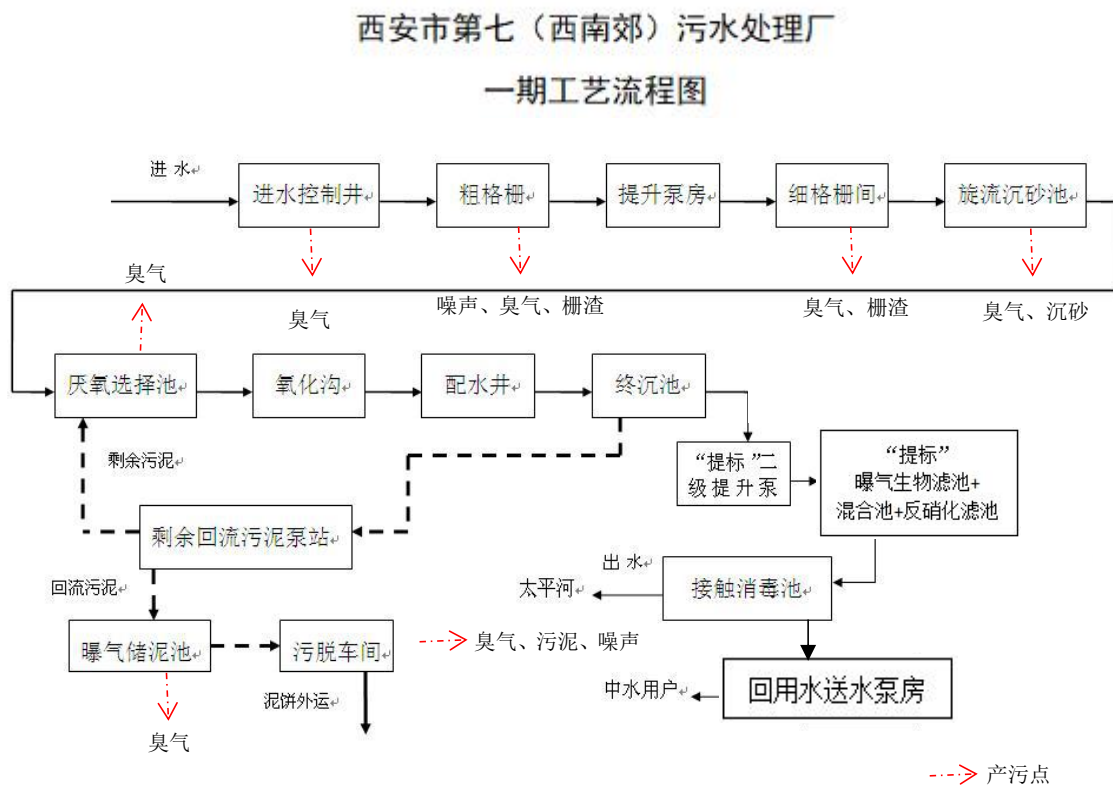 西安市第七（西南郊）污水处理厂
一期工艺流程图
进 水
进水控制井
粗格栅
提升泵房
细格栅间
旋流沉砂池
臭气
臭气
噪声、臭气、栅渣
臭气、栅渣
臭气、沉砂
厌氧选择池
氧化沟
配水井
终沉池
剩余污泥
“提标”二
级提升泵
“提标”
曝气生物滤池+
混合池+反硝化滤池
剩余回流污泥泵站
回流污泥
出 水
太平河
接触消毒池
曝气储泥池
污脱车间
臭气、污泥、噪声
泥饼外运
中水用户
回用水送水泵房
臭气
产污点